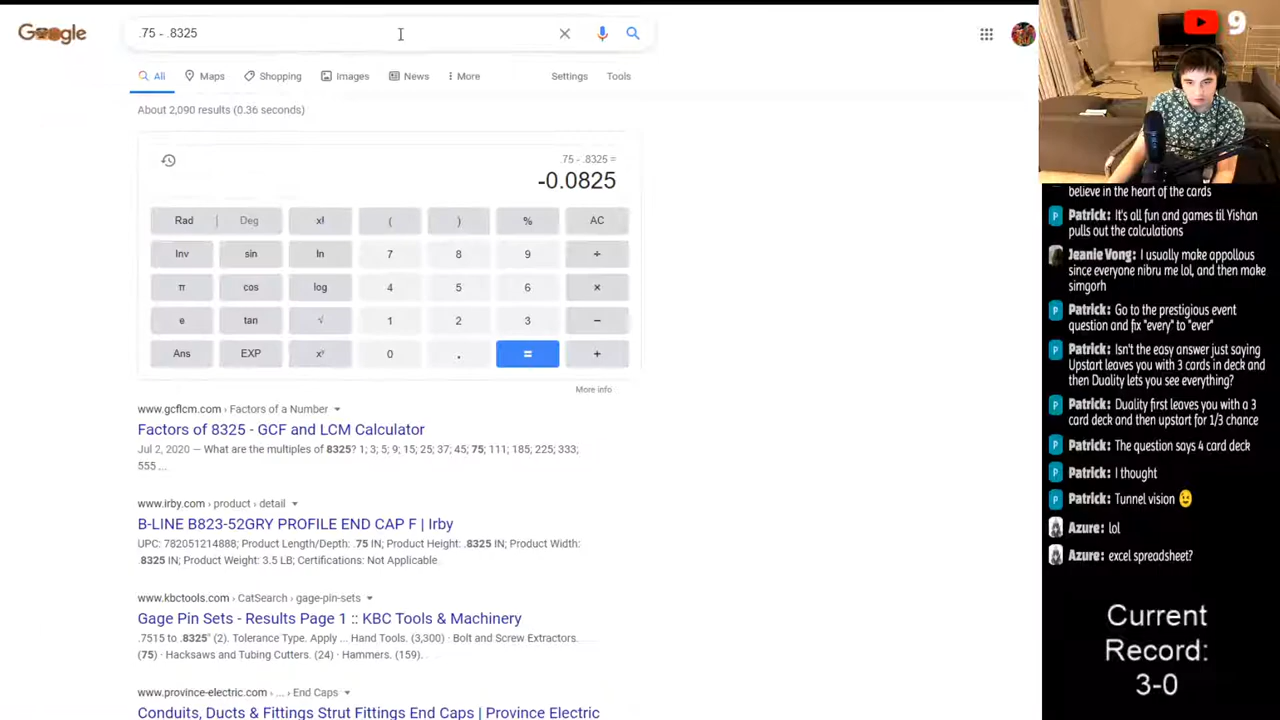 Google
.75 - .8325
9
All
Maps
Shopping
Images
News
More
Settings
Tools
About 2,090 results (0.36 seconds)
.75 - .8325 =
-0.0825
Rad Deg x! ( ) % AC
Inv sin ln 7 8 9 ÷
π cos log 4 5 6 ×
e tan √ 1 2 3 −
Ans EXP xʸ 0 . = +
More info
www.gcflcm.com › Factors of a Number
Factors of 8325 - GCF and LCM Calculator
Jul 2, 2020 — What are the multiples of 8325? 1; 3; 5; 9; 15; 25; 37; 45; 75; 111; 185; 225; 333;
555 ...
www.irby.com › product › detail
B-LINE B823-52GRY PROFILE END CAP F | Irby
UPC: 782051214888; Product Length/Depth: .75 IN; Product Height: .8325 IN; Product Width:
.8325 IN; Product Weight: 3.5 LB; Certifications: Not Applicable
www.kbctools.com › CatSearch › gage-pin-sets
Gage Pin Sets - Results Page 1 :: KBC Tools & Machinery
.7515 to .8325" (2). Tolerance Type. Apply ... Hand Tools. (3,300) · Bolt and Screw Extractors.
(75) · Hacksaws and Tubing Cutters. (24) · Hammers. (159).
www.province-electric.com › ... › End Caps
Conduits, Ducts & Fittings Strut Fittings End Caps | Province Electric
believe in the heart of the cards
P Patrick: It's all fun and games til Yishan
pulls out the calculations
Jeanie Vong: I usually make appollous
since everyone nibru me lol, and then make
simgorh
P Patrick: Go to the prestigious event
question and fix "every" to "ever"
P Patrick: Isn't the easy answer just saying
Upstart leaves you with 3 cards in deck and
then Duality lets you see everything?
P Patrick: Duality first leaves you with a 3
card deck and then upstart for 1/3 chance
P Patrick: The question says 4 card deck
P Patrick: I thought
P Patrick: Tunnel vision 😉
Azure: lol
Azure: excel spreadsheet?
Current
Record:
3-0